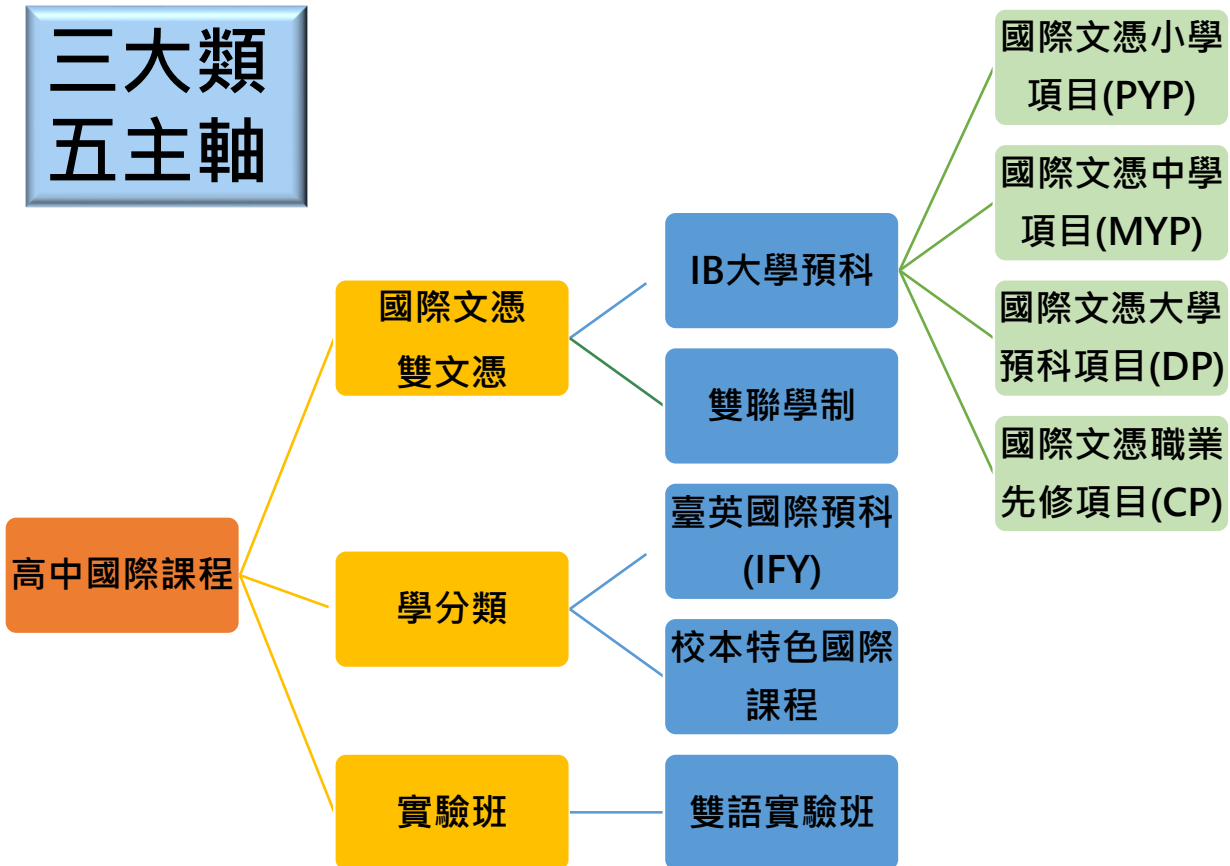 三大類
五主軸
高中國際課程
國際文憑
雙文憑
學分類
實驗班
IB大學預科
雙聯學制
臺英國際預科
(IFY)
校本特色國際
課程
雙語實驗班
國際文憑小學
項目(PYP)
國際文憑中學
項目(MYP)
國際文憑大學
預科項目(DP)
國際文憑職業
先修項目(CP)